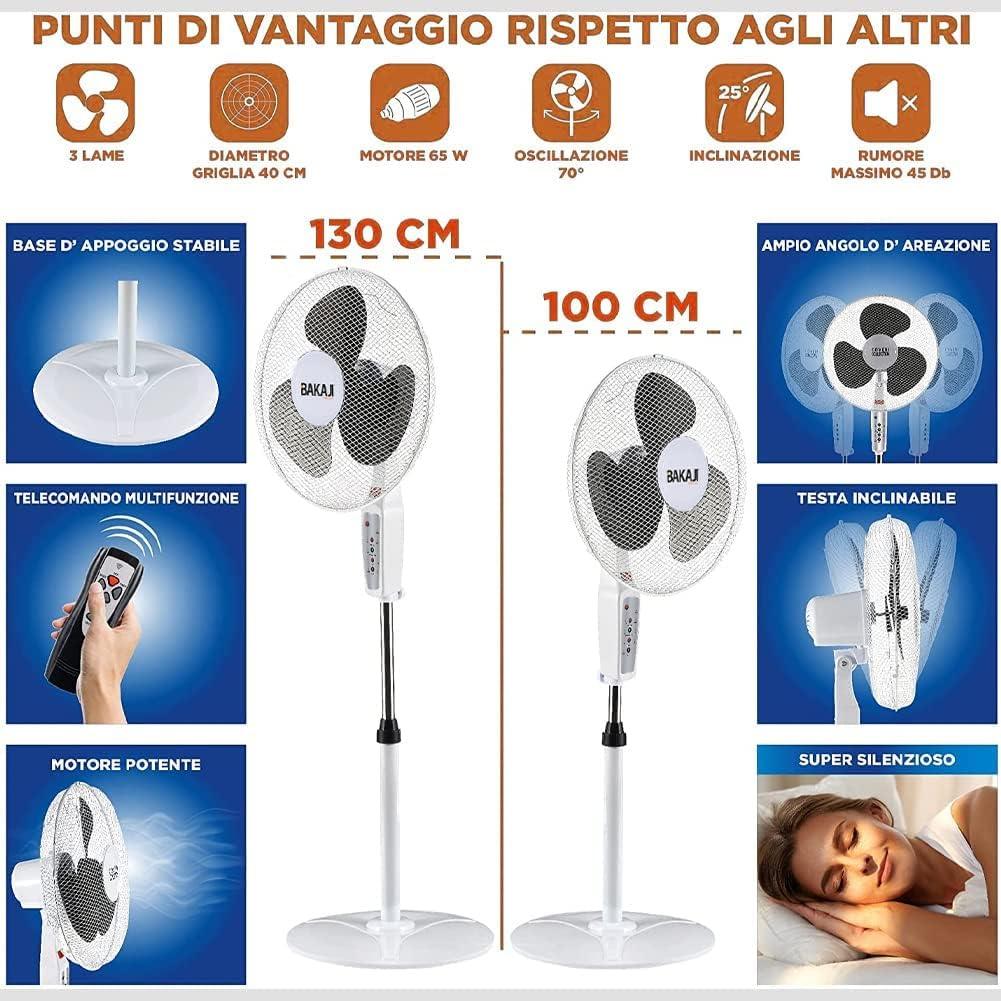 PUNTI DI VANTAGGIO RISPETTO AGLI ALTRI
3 LAME
DIAMETRO
GRIGLIA 40 CM
MOTORE 65 W
OSCILLAZIONE
70°
25°
INCLINAZIONE
RUMORE
MASSIMO 45 Db
BASE D' APPOGGIO STABILE
130 CM
100 CM
AMPIO ANGOLO D' AREAZIONE
BAKAJI
BAKAJI
TELECOMANDO MULTIFUNZIONE
TESTA INCLINABILE
MOTORE POTENTE
SUPER SILENZIOSO